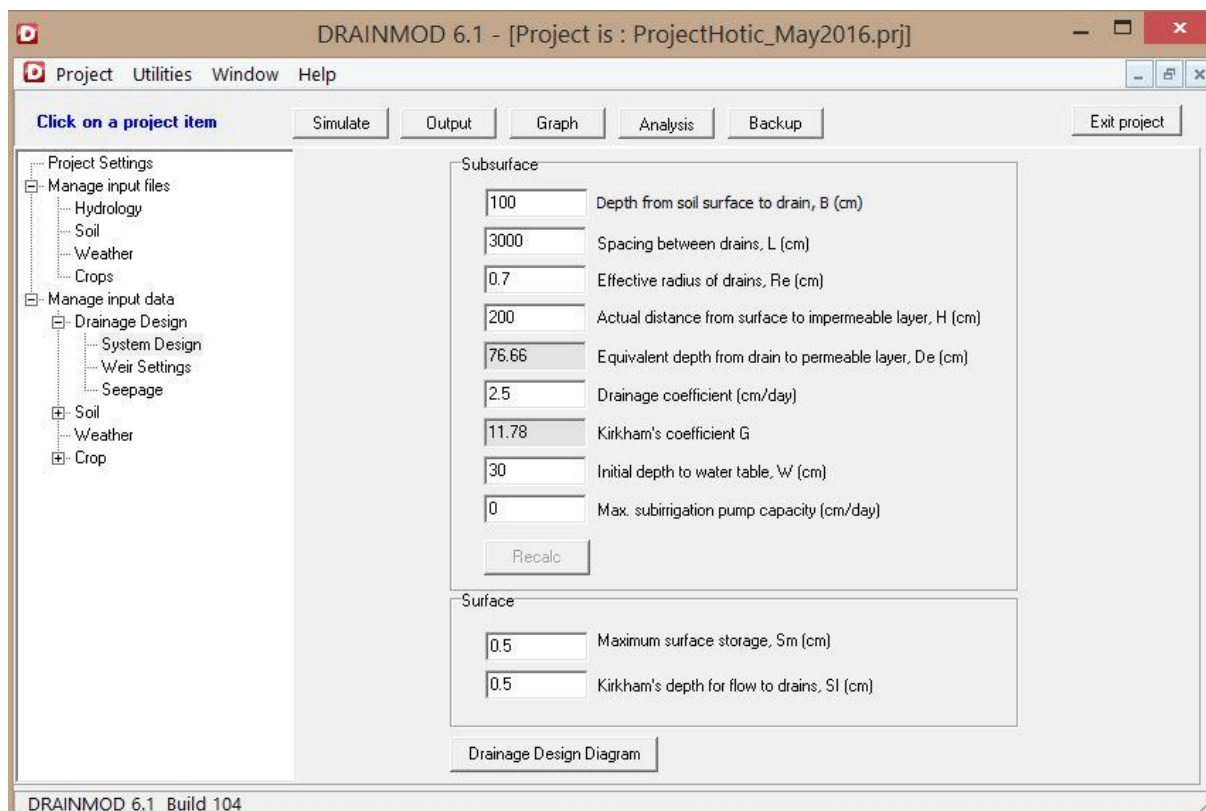 DRAINMOD 6.1 - [Project is : ProjectHotic_May2016.prj]
Project Utilities Window Help
Click on a project item
Simulate Output Graph Analysis Backup Exit project
Project Settings
Manage input files
Hydrology
Soil
Weather
Crops
Manage input data
Drainage Design
System Design
Weir Settings
Seepage
Soil
Weather
Crop
Subsurface
100 Depth from soil surface to drain, B (cm)
3000 Spacing between drains, L (cm)
0.7 Effective radius of drains, Re (cm)
200 Actual distance from surface to impermeable layer, H (cm)
76.66 Equivalent depth from drain to permeable layer, De (cm)
2.5 Drainage coefficient (cm/day)
11.78 Kirkham's coefficient G
30 Initial depth to water table, W (cm)
0 Max. subirrigation pump capacity (cm/day)
Recalc
Surface
0.5 Maximum surface storage, Sm (cm)
0.5 Kirkham's depth for flow to drains, Sl (cm)
Drainage Design Diagram
DRAINMOD 6.1 Build 104